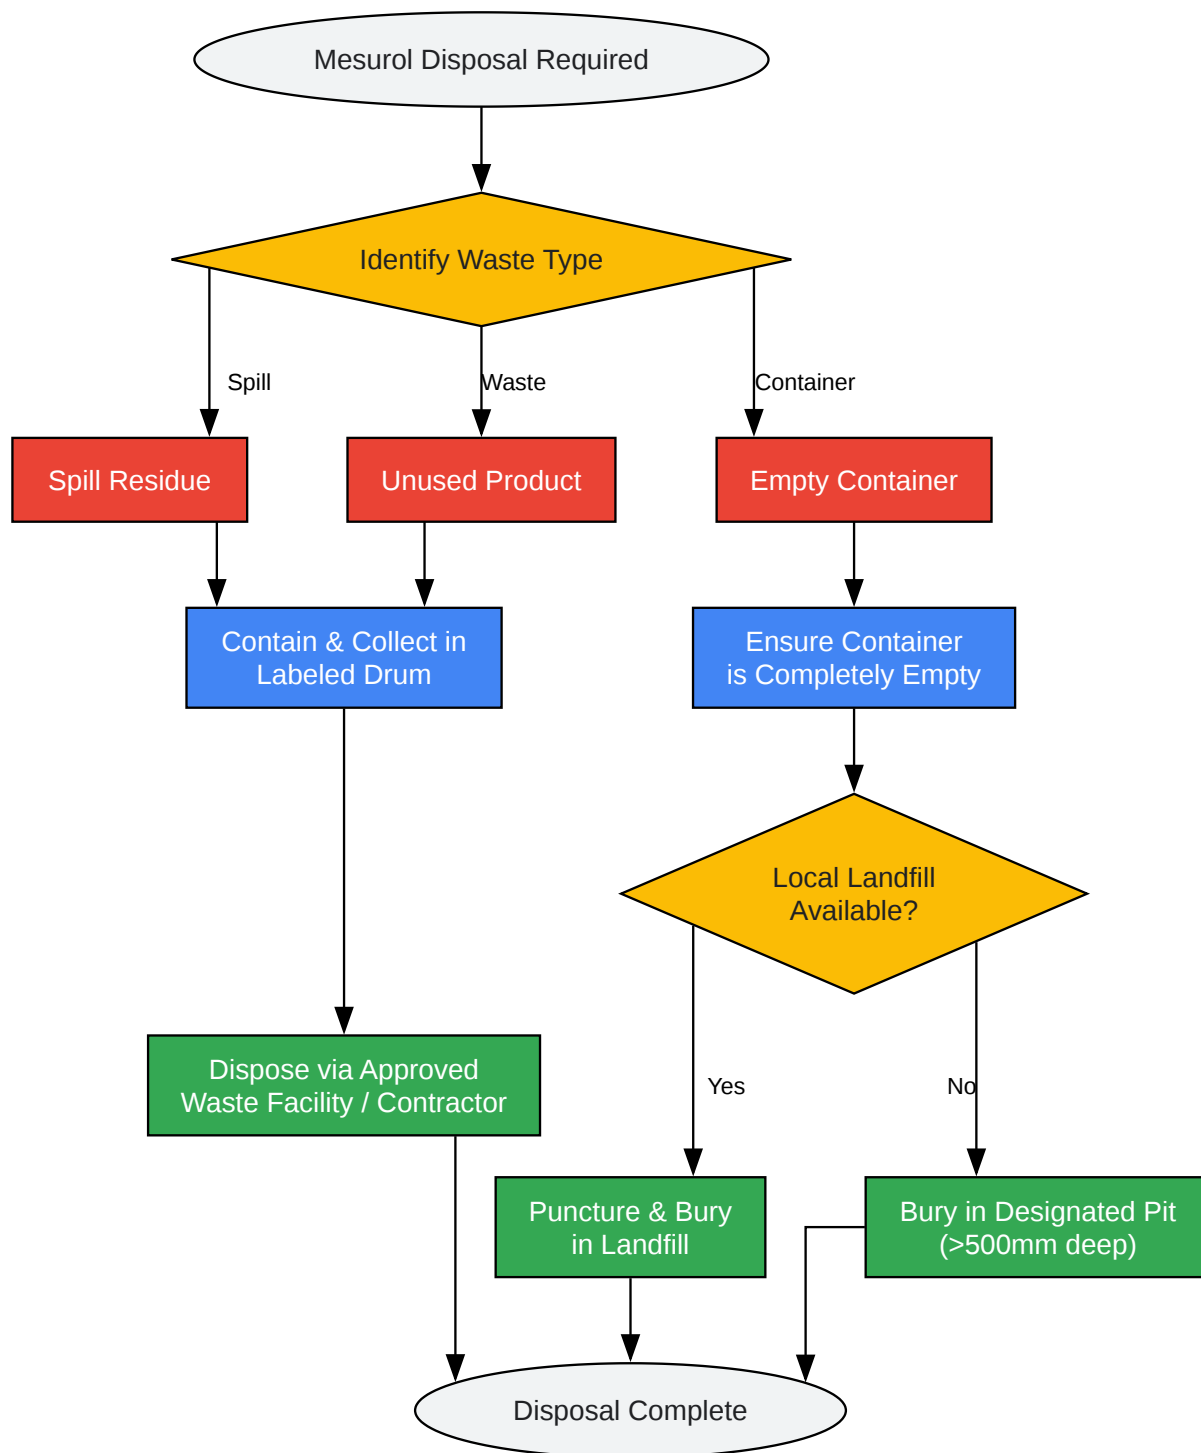 Mesurol Disposal Required
Identify Waste Type
Spill
Waste
Container
Spill Residue
Unused Product
Empty Container
Contain & Collect in
Labeled Drum
Ensure Container
is Completely Empty
Local Landfill
Available?
Dispose via Approved
Waste Facility / Contractor
Yes
No
Puncture & Bury
in Landfill
Bury in Designated Pit
(>500mm deep)
Disposal Complete